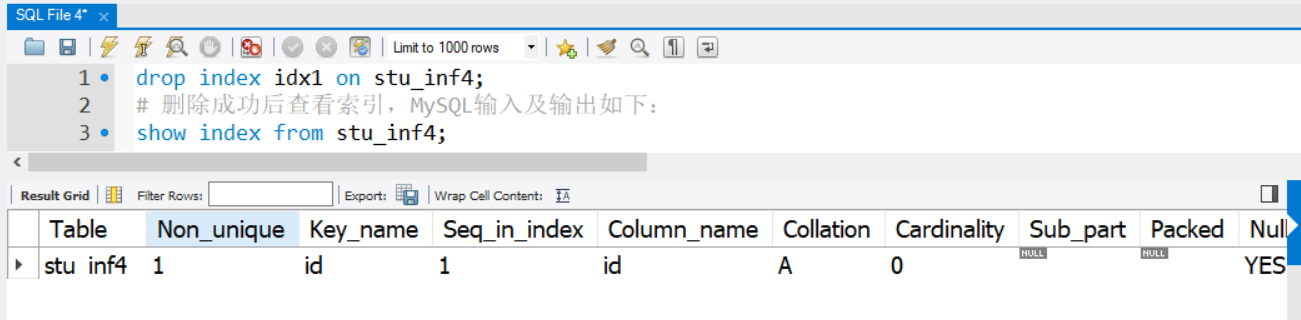 SQL File 4*
Limit to 1000 rows
1 drop index idx1 on stu_inf4;
2 # 删除成功后查看索引，MySQL输入及输出如下：
3 show index from stu_inf4;
Result Grid Filter Rows: Export: Wrap Cell Content:
Table Non_unique Key_name Seq_in_index Column_name Collation Cardinality Sub_part Packed Null
stu_inf4 1 id 1 id A 0 NULL NULL YES